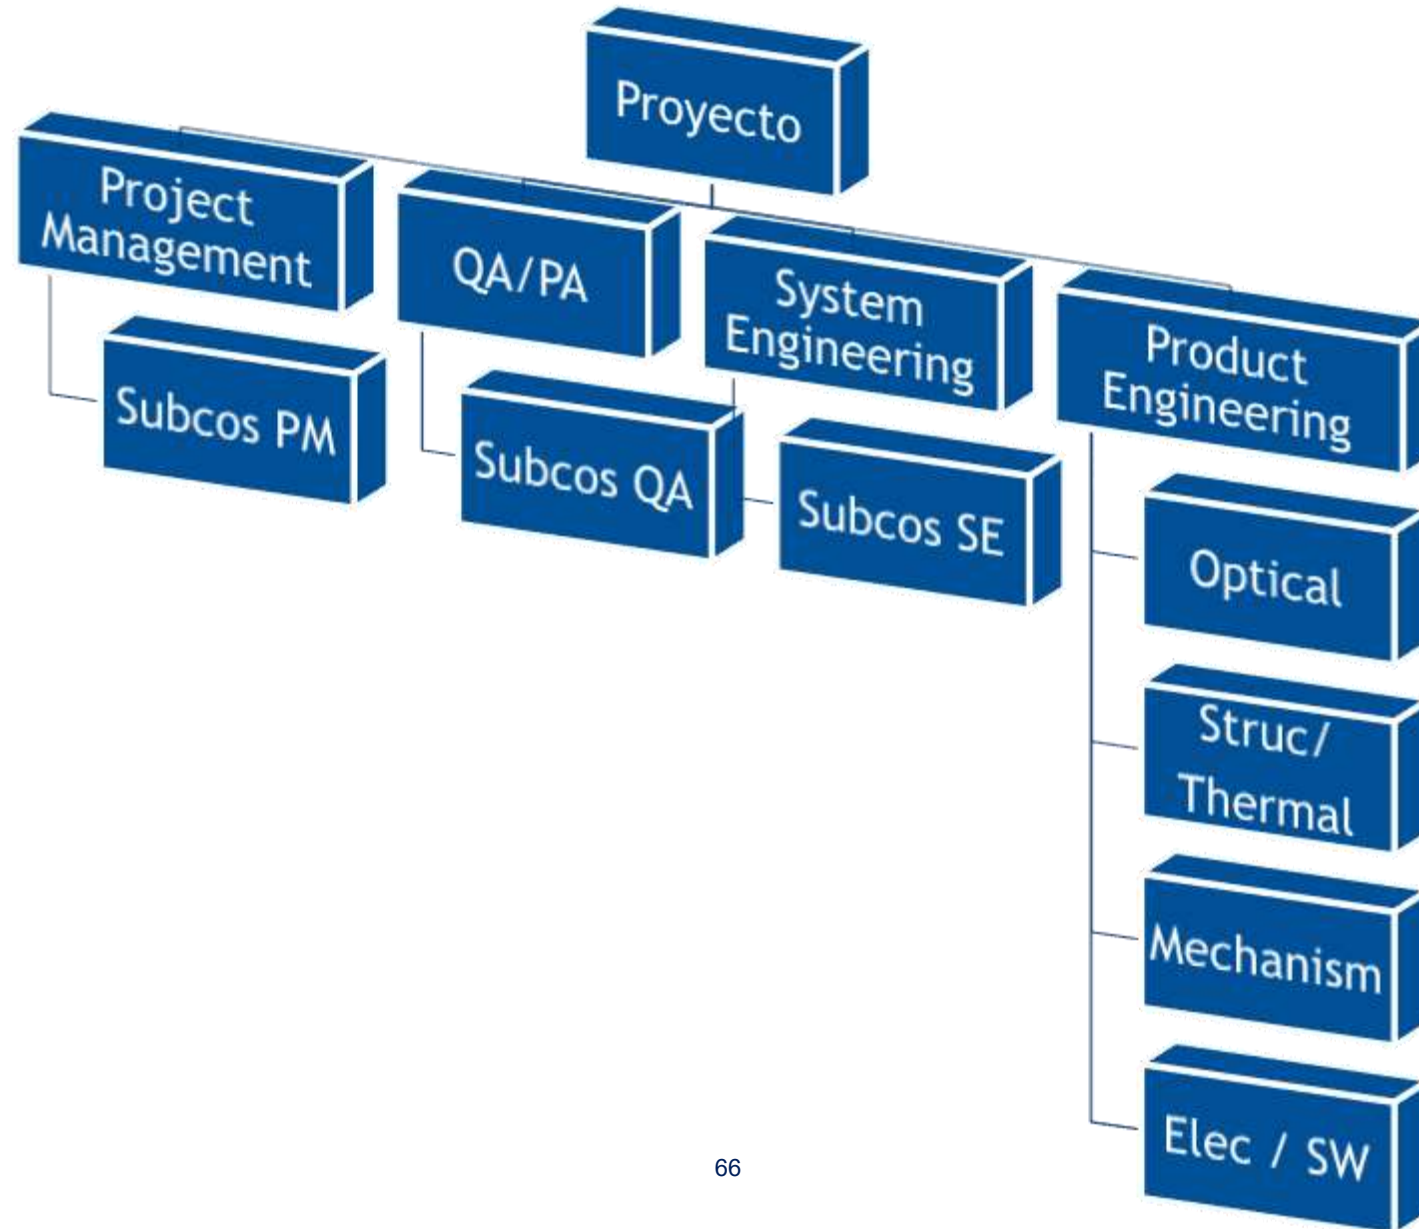 Proyecto
Project
Management
QA/PA
System
Engineering
Product
Engineering
Subcos PM
Subcos QA
Subcos SE
Optical
Struc/
Thermal
Mechanism
Elec / SW
66